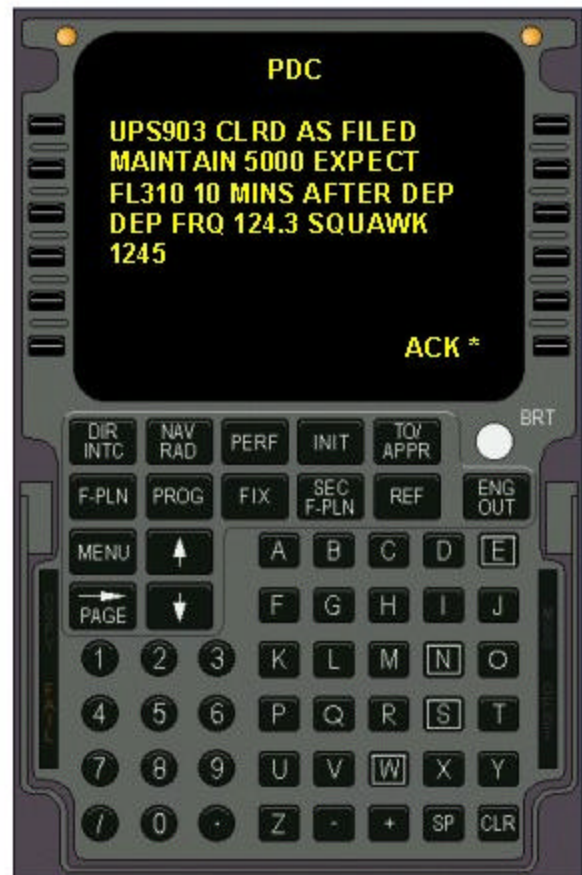 PDC
UPS903 CLRD AS FILED
MAINTAIN 5000 EXPECT
FL310 10 MINS AFTER DEP
DEP FRQ 124.3 SQUAWK
1245
ACK *
BRT
DIR INTC NAV RAD PERF INIT TO/ APPR
F-PLN PROG FIX SEC F-PLN REF ENG OUT
MENU A B C D E
PAGE F G H I J
1 2 3 K L M N O
4 5 6 P Q R S T
7 8 9 U V W X Y
/ 0 . Z - + SP CLR
FAIL